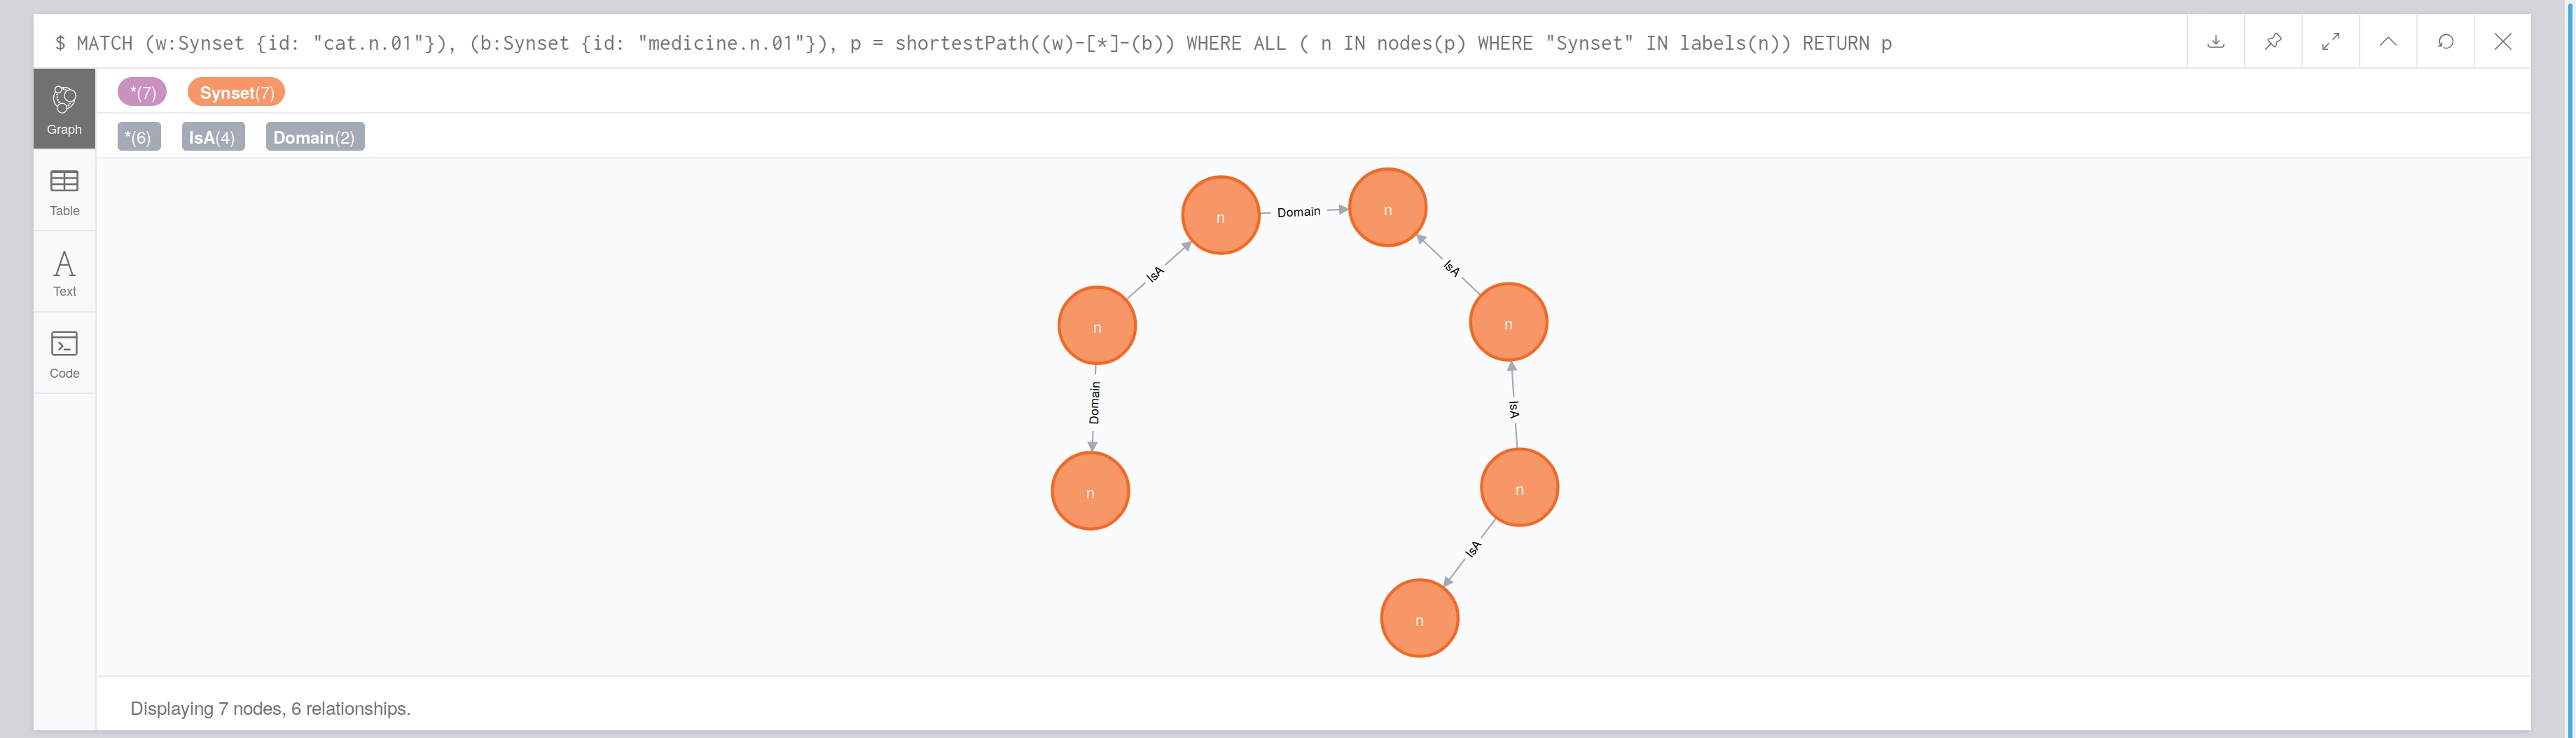 $ MATCH (w:Synset {id: "cat.n.01"}), (b:Synset {id: "medicine.n.01"}), p = shortestPath((w)-[*]-(b)) WHERE ALL ( n IN nodes(p) WHERE "Synset" IN labels(n)) RETURN p
*(7) Synset(7)
Graph
*(6) IsA(4) Domain(2)
Table
Text
Code
n Domain n
IsA IsA
n n
Domain IsA
n n
IsA
n
Displaying 7 nodes, 6 relationships.